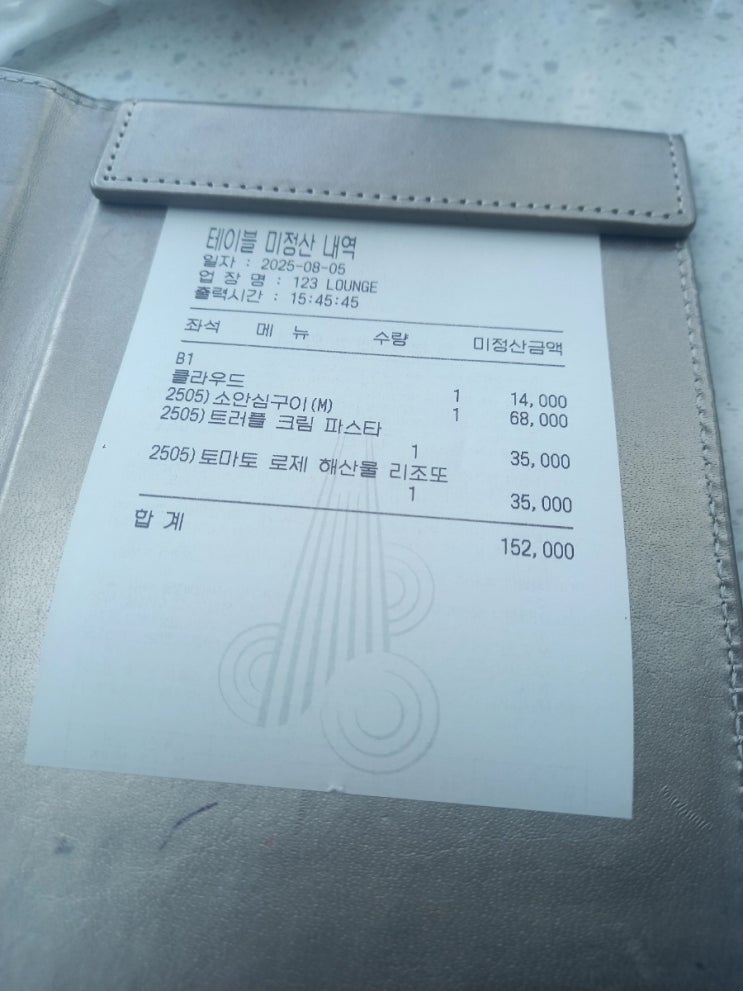 테이블 미정산 내역
일자 : 2025-08-05
업 장 명 : 123 LOUNGE
출력시간 : 15:45:45
좌석 메 뉴 수량 미정산금액
B1
클라우드 1 14,000
2505)소안심구이(M) 1 68,000
2505)트러플 크림 파스타
1 35,000
2505)토마토 로제 해산물 리조또
1 35,000
합 계
152,000